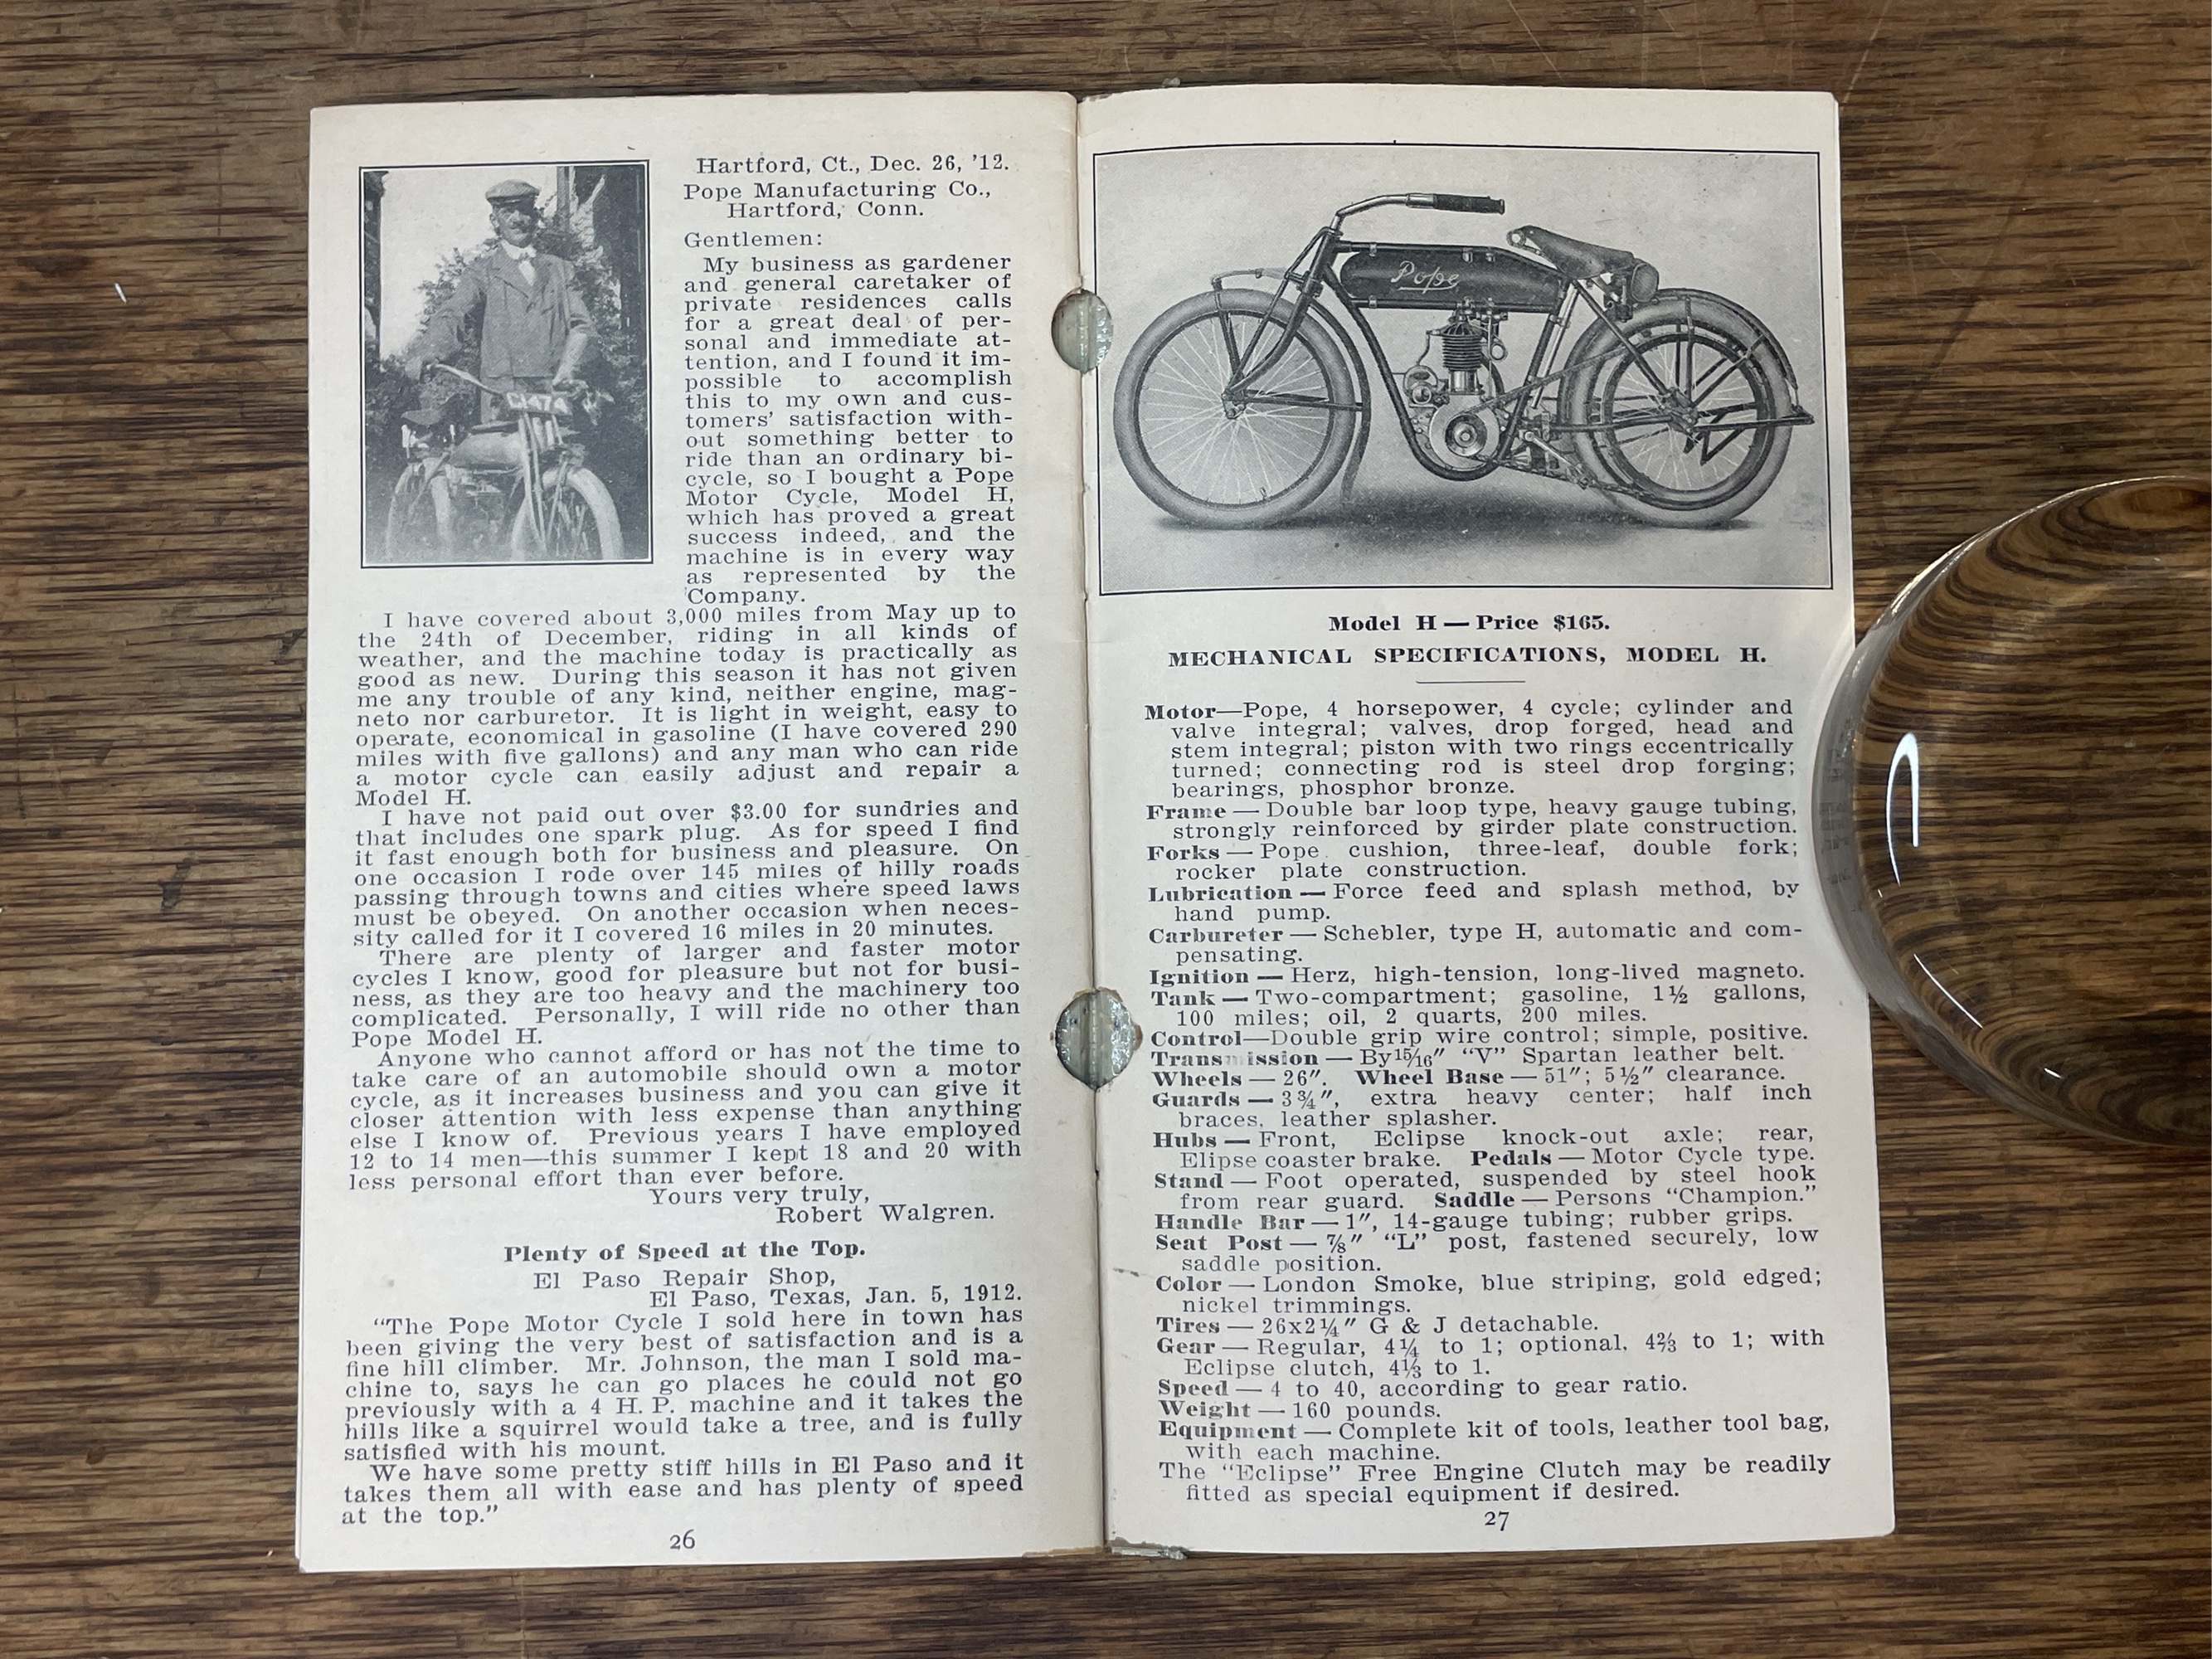 Hartford, Ct., Dec. 26, '12.
Pope Manufacturing Co.,
Hartford, Conn.
Gentlemen:
My business as gardener
and general caretaker of
private residences calls
for a great deal of per-
sonal and immediate at-
tention, and I found it im-
possible to accomplish
this to my own and cus-
tomers' satisfaction with-
out something better to
ride than an ordinary bi-
cycle, so I bought a Pope
Motor Cycle, Model H,
which has proved a great
success indeed, and the
machine is in every way
as represented by the
Company.
I have covered about 3,000 miles from May up to
the 24th of December, riding in all kinds of
weather, and the machine today is practically as
good as new. During this season it has not given
me any trouble of any kind, neither engine, mag-
neto nor carburetor. It is light in weight, easy to
operate, economical in gasoline (I have covered 290
miles with five gallons) and any man who can ride
a motor cycle can easily adjust and repair a
Model H.
I have not paid out over $3.00 for sundries and
that includes one spark plug. As for speed I find
it fast enough both for business and pleasure. On
one occasion I rode over 145 miles of hilly roads
passing through towns and cities where speed laws
must be obeyed. On another occasion when neces-
sity called for it I covered 16 miles in 20 minutes.
There are plenty of larger and faster motor
cycles I know, good for pleasure but not for busi-
ness, as they are too heavy and the machinery too
complicated. Personally, I will ride no other than
Pope Model H.
Anyone who cannot afford or has not the time to
take care of an automobile should own a motor
cycle, as it increases business and you can give it
closer attention with less expense than anything
else I know of. Previous years I have employed
12 to 14 men—this summer I kept 18 and 20 with
less personal effort than ever before.
Yours very truly,
Robert Walgren.
Plenty of Speed at the Top.
El Paso Repair Shop,
El Paso, Texas, Jan. 5, 1912.
"The Pope Motor Cycle I sold here in town has
been giving the very best of satisfaction and is a
fine hill climber. Mr. Johnson, the man I sold ma-
chine to, says he can go places he could not go
previously with a 4 H. P. machine and it takes the
hills like a squirrel would take a tree, and is fully
satisfied with his mount.
We have some pretty stiff hills in El Paso and it
takes them all with ease and has plenty of speed
at the top."
26
Pope
Model H — Price $165.
MECHANICAL SPECIFICATIONS, MODEL H.
Motor—Pope, 4 horsepower, 4 cycle; cylinder and
valve integral; valves, drop forged, head and
stem integral; piston with two rings eccentrically
turned; connecting rod is steel drop forging;
bearings, phosphor bronze.
Frame — Double bar loop type, heavy gauge tubing,
strongly reinforced by girder plate construction.
Forks — Pope cushion, three-leaf, double fork;
rocker plate construction.
Lubrication — Force feed and splash method, by
hand pump.
Carbureter — Schebler, type H, automatic and com-
pensating.
Ignition — Herz, high-tension, long-lived magneto.
Tank — Two-compartment; gasoline, 1½ gallons,
100 miles; oil, 2 quarts, 200 miles.
Control—Double grip wire control; simple, positive.
Transmission — By 15/16" "V" Spartan leather belt.
Wheels — 26". Wheel Base — 51"; 5½" clearance.
Guards — 3¾", extra heavy center; half inch
braces, leather splasher.
Hubs — Front, Eclipse knock-out axle; rear,
Elipse coaster brake. Pedals — Motor Cycle type.
Stand — Foot operated, suspended by steel hook
from rear guard. Saddle — Persons "Champion."
Handle Bar — 1", 14-gauge tubing; rubber grips.
Seat Post — ⅞" "L" post, fastened securely, low
saddle position.
Color — London Smoke, blue striping, gold edged;
nickel trimmings.
Tires — 26x2¼" G & J detachable.
Gear — Regular, 4¼ to 1; optional, 4⅔ to 1; with
Eclipse clutch, 4⅓ to 1.
Speed — 4 to 40, according to gear ratio.
Weight — 160 pounds.
Equipment — Complete kit of tools, leather tool bag,
with each machine.
The "Eclipse" Free Engine Clutch may be readily
fitted as special equipment if desired.
27